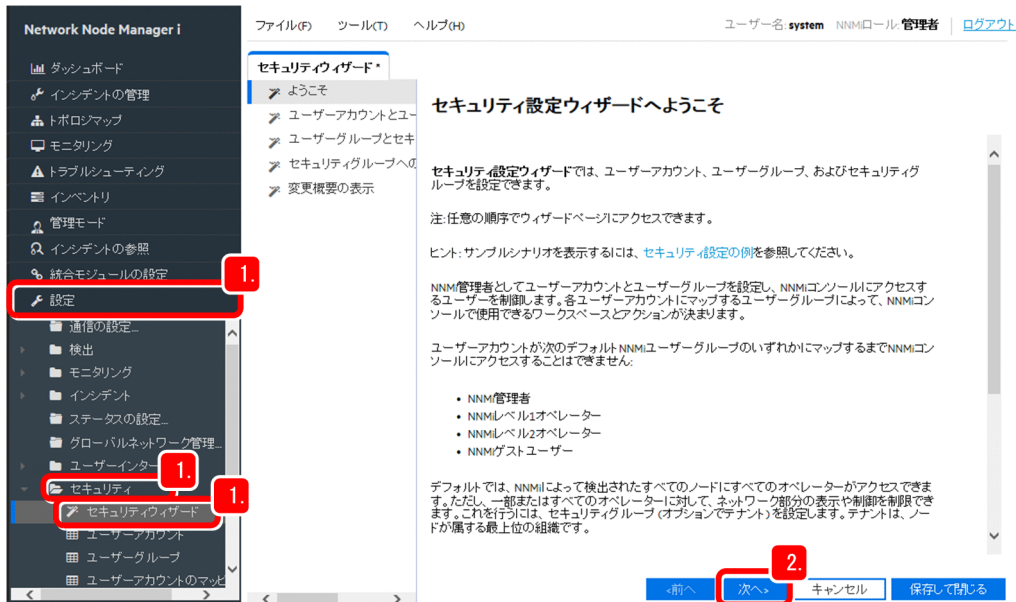 Network Node Manager i
ファイル(F) ツール(T) ヘルプ(H)
ユーザー名: system NNMiロール: 管理者 ログアウト
ダッシュボード
インシデントの管理
トポロジマップ
モニタリング
トラブルシューティング
インベントリ
管理モード
インシデントの参照
統合モジュールの設定
1.
設定
通信の設定...
検出
モニタリング
インシデント
ステータスの設定...
グローバルネットワーク管理...
ユーザーインター
1.
セキュリティ
1.
セキュリティウィザード
ユーザーアカウント
ユーザーグループ
ユーザーアカウントのマッピ
セキュリティウィザード *
ようこそ
ユーザーアカウントとユー
ユーザーグループとセキ
セキュリティグループへの
変更概要の表示
セキュリティ設定ウィザードへようこそ
セキュリティ設定ウィザードでは、ユーザーアカウント、ユーザーグループ、およびセキュリティグ
ループを設定できます。
注:任意の順序でウィザードページにアクセスできます。
ヒント: サンプルシナリオを表示するには、セキュリティ設定の例を参照してください。
NNMi管理者としてユーザーアカウントとユーザーグループを設定し、NNMiコンソールにアクセスす
るユーザーを制御します。各ユーザーアカウントにマップするユーザーグループによって、NNMiコン
ソールで使用できるワークスペースとアクションが決まります。
ユーザーアカウントが次のデフォルトNNMiユーザーグループのいずれかにマップするまでNNMiコン
ソールにアクセスすることはできません:
• NNMi管理者
• NNMiレベル1オペレーター
• NNMiレベル2オペレーター
• NNMiゲストユーザー
デフォルトでは、NNMiによって検出されたすべてのノードにすべてのオペレーターがアクセスできま
す。ただし、一部またはすべてのオペレーターに対して、ネットワーク部分の表示や制御を制限でき
ます。これを行うには、セキュリティグループ (オプションでテナント) を設定します。テナントは、ノー
ドが属する最上位の組織です。
2.
<前へ 次へ> キャンセル 保存して閉じる